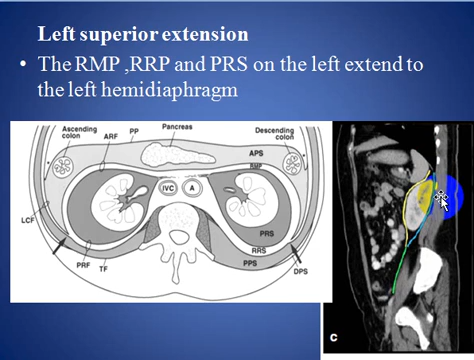 Left superior extension
• The RMP ,RRP and PRS on the left extend to
the left hemidiaphragm
Ascending
colon
ARF
PP
Pancreas
Descending
colon
APS
RMP
IVC
A
LCF
PRS
RRS
PPS
PRF
TF
DPS
C